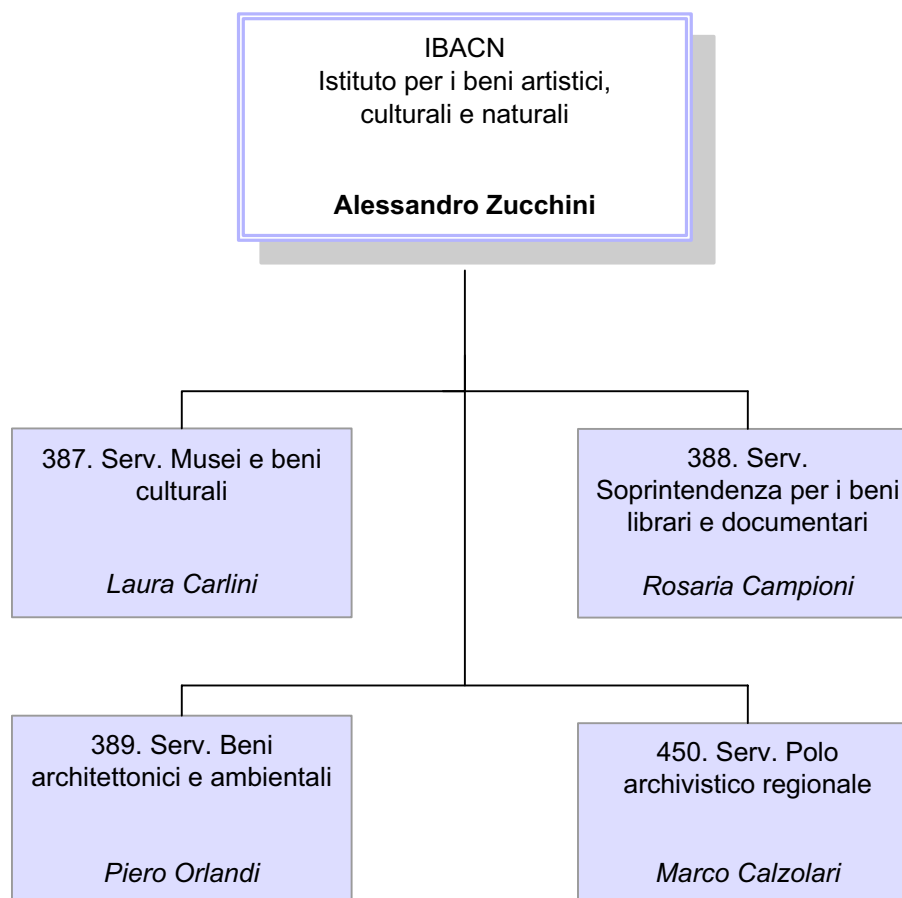 IBACN
Istituto per i beni artistici,
culturali e naturali
Alessandro Zucchini
387. Serv. Musei e beni
culturali
Laura Carlini
388. Serv.
Soprintendenza per i beni
librari e documentari
Rosaria Campioni
389. Serv. Beni
architettonici e ambientali
Piero Orlandi
450. Serv. Polo
archivistico regionale
Marco Calzolari